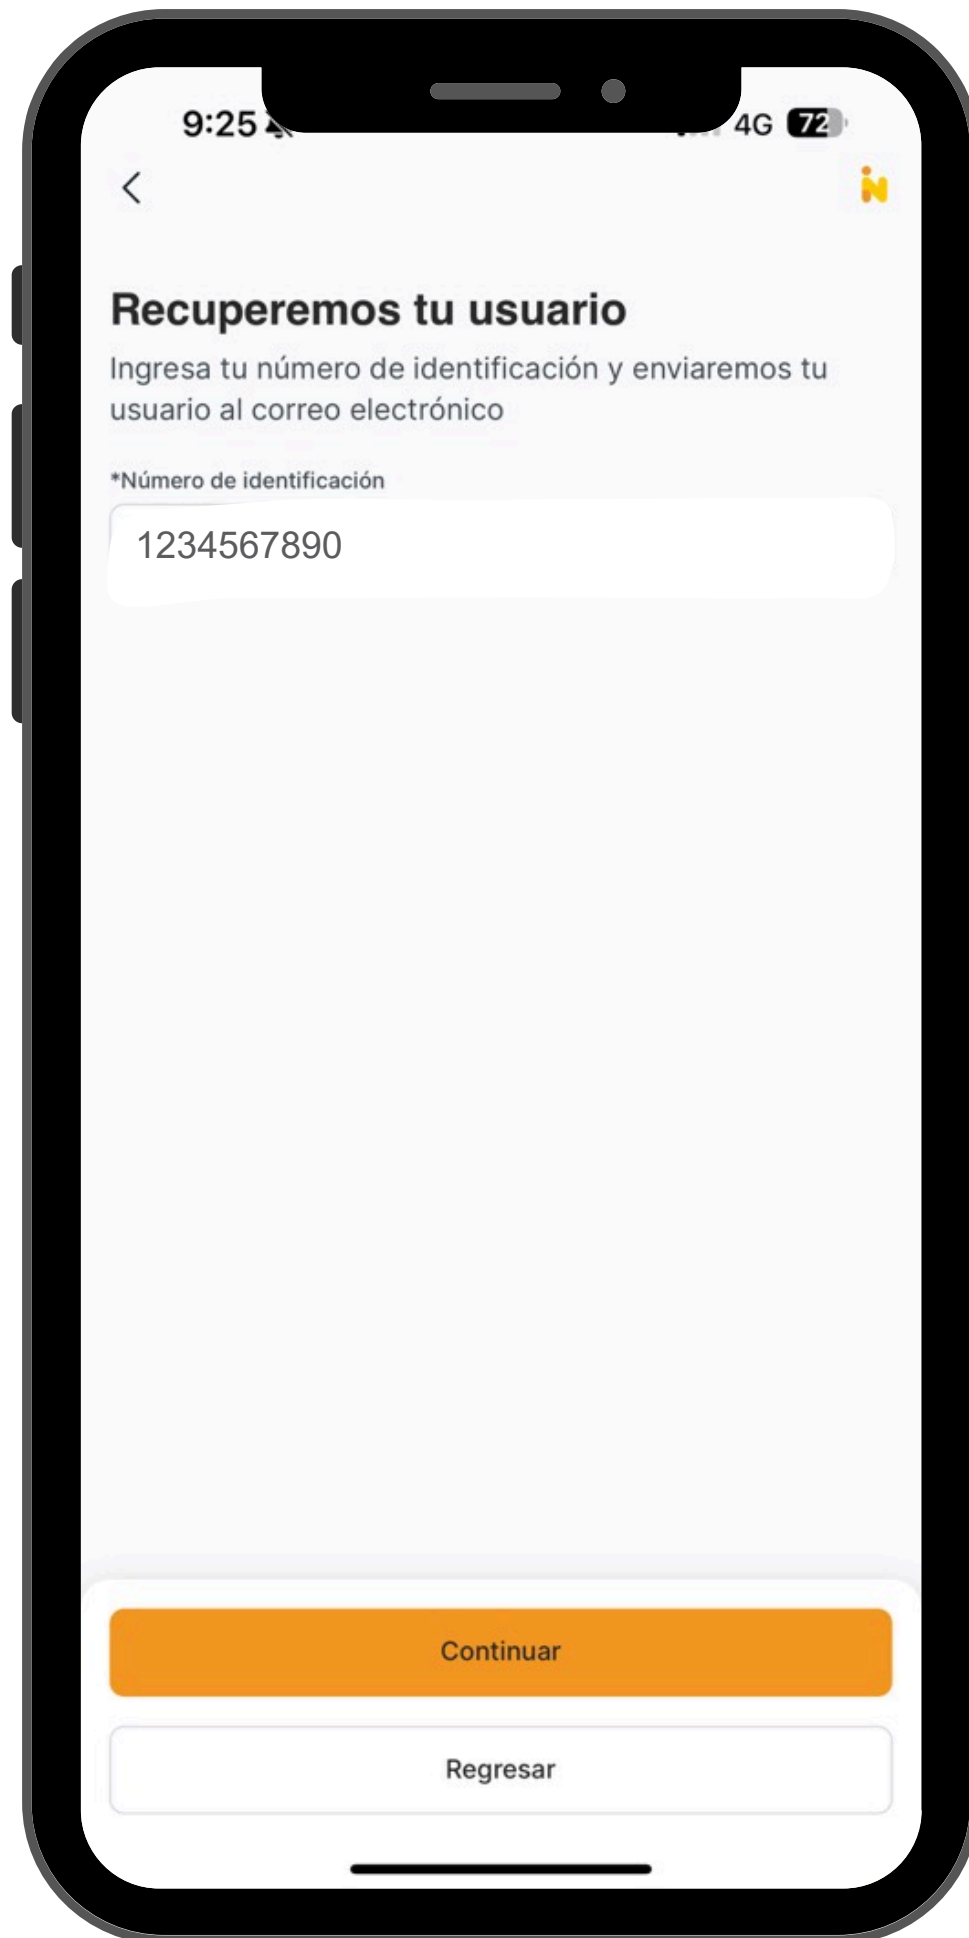 9:25
4G 72
Recuperemos tu usuario
Ingresa tu número de identificación y enviaremos tu
usuario al correo electrónico
*Número de identificación
1234567890
Continuar
Regresar